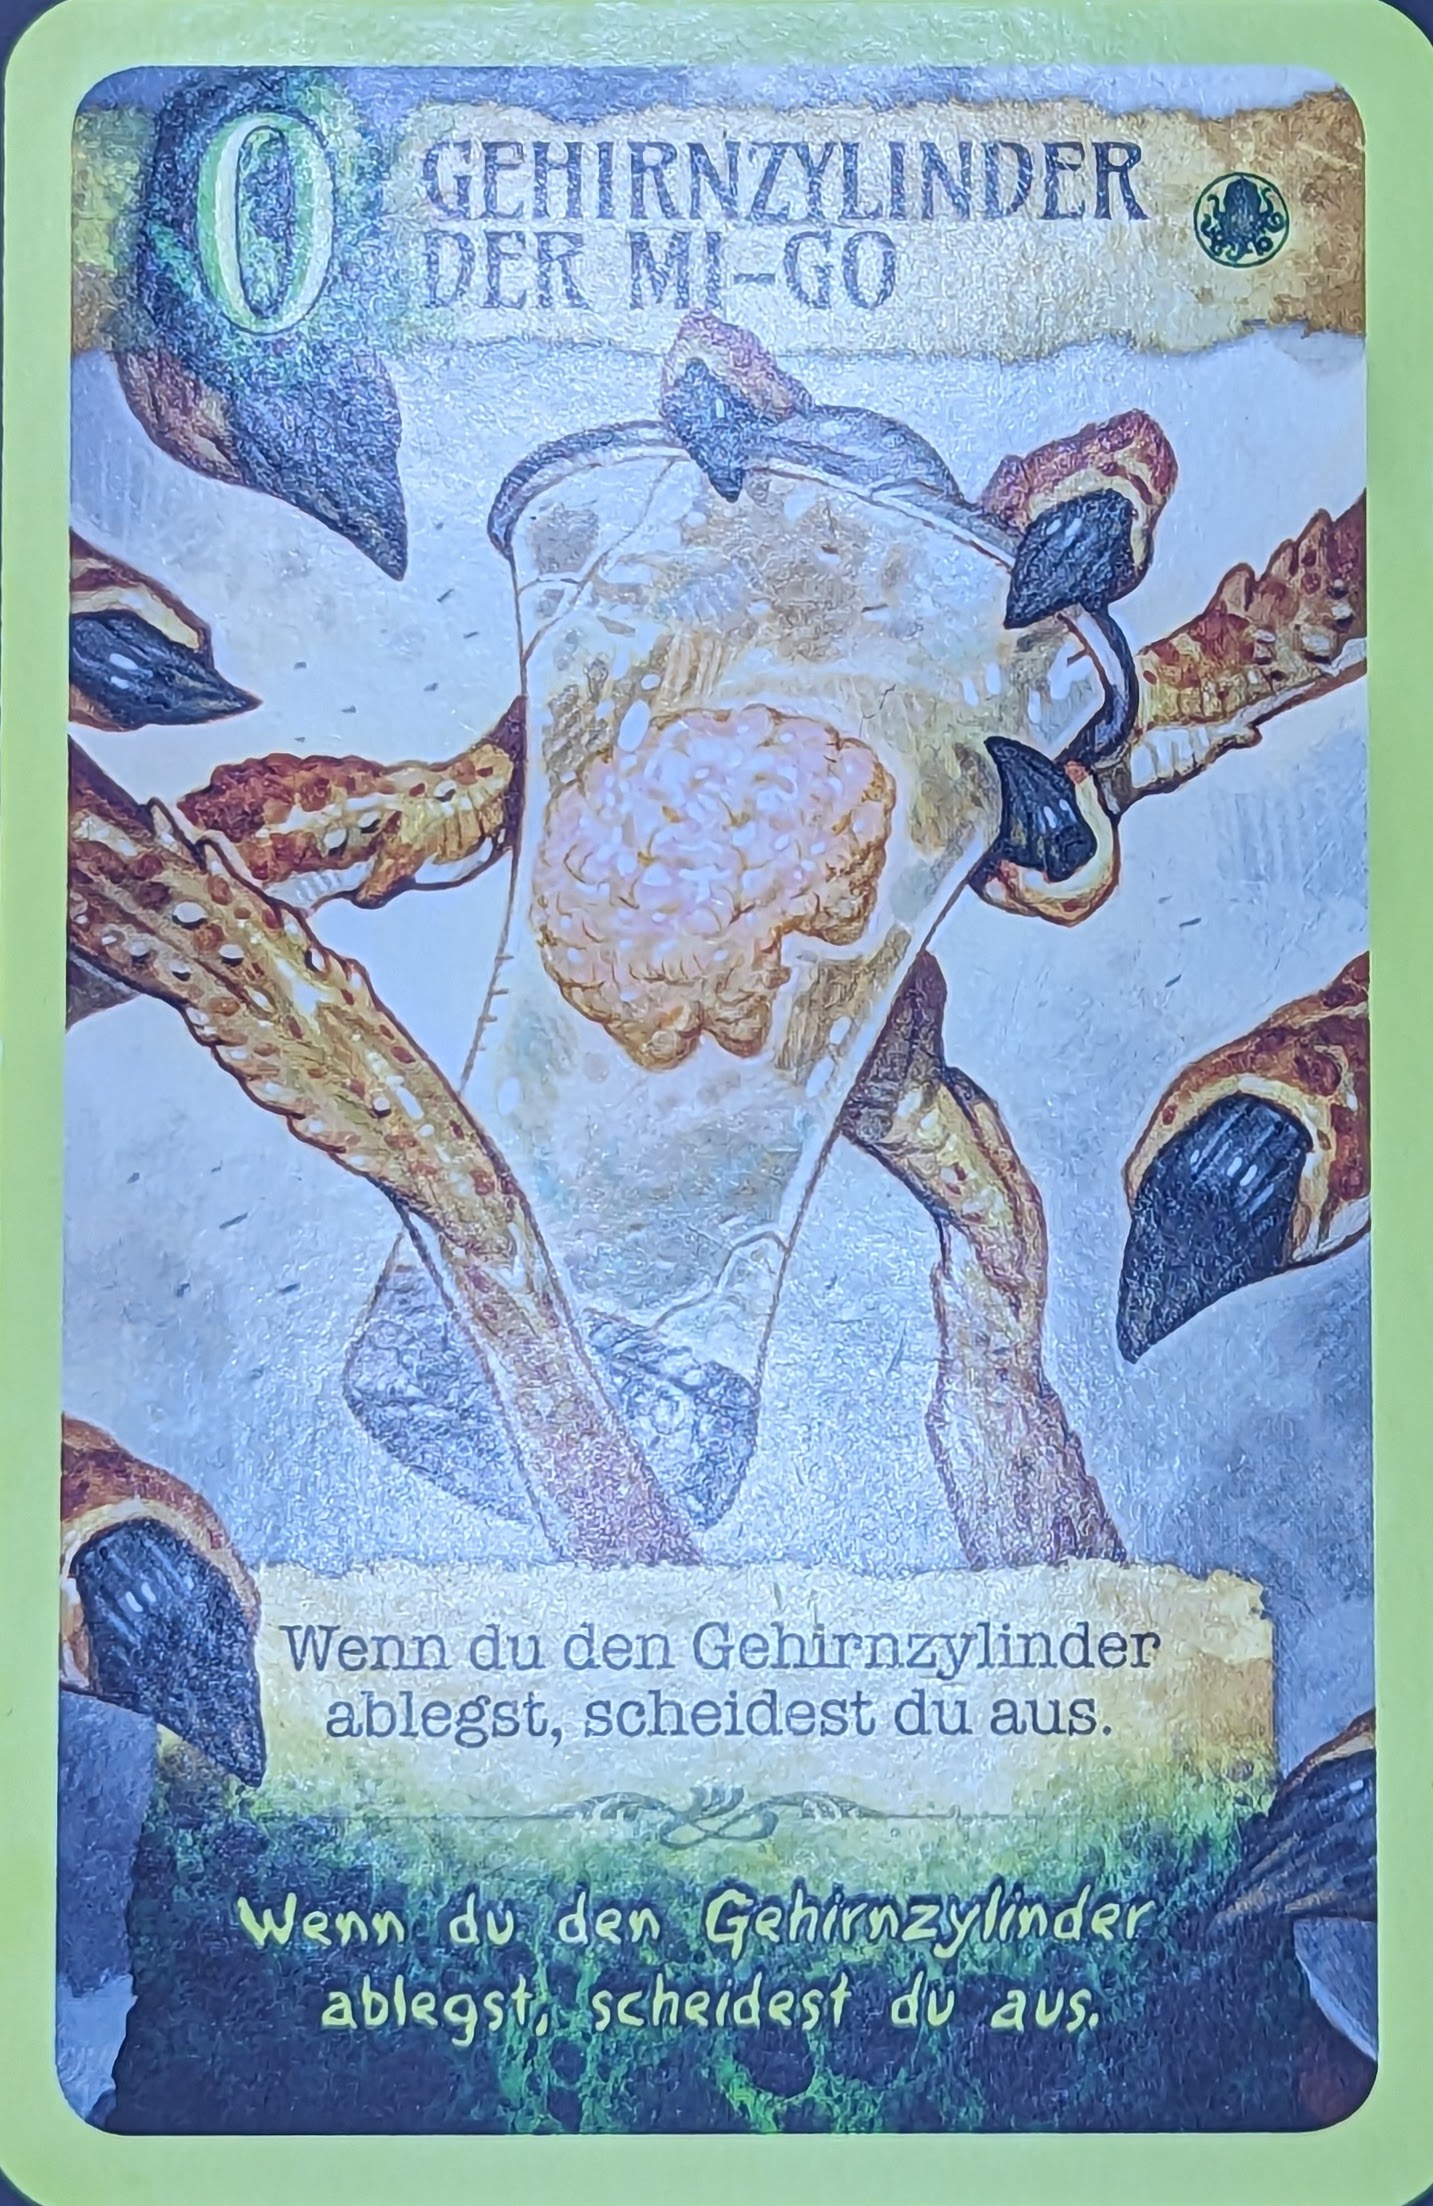 0
GEHIRNZYLINDER
DER MI-GO
Wenn du den Gehirnzylinder
ablegst, scheidest du aus.
Wenn du den Gehirnzylinder
ablegst, scheidest du aus.